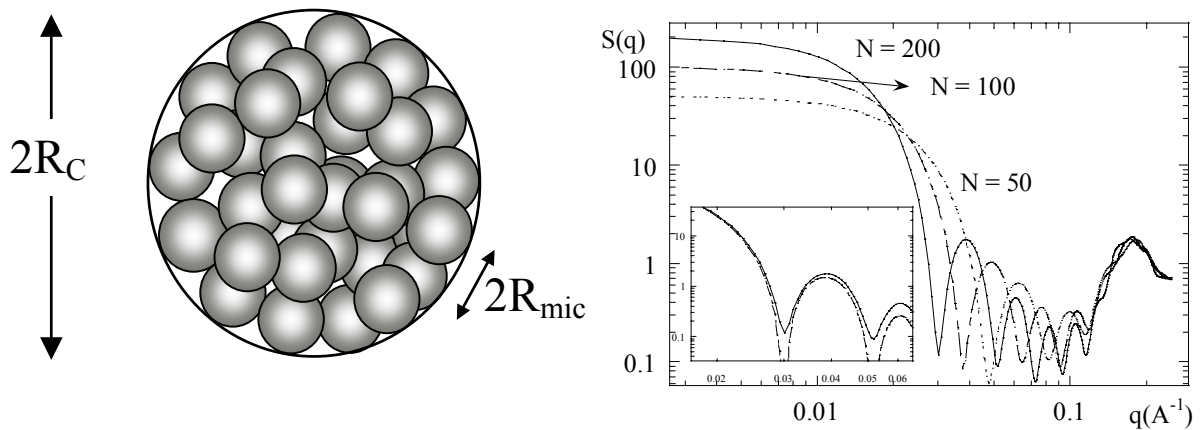 2R_C
2R_mic
S(q)
100
10
1
0.1
N = 200
N = 100
N = 50
10
1
0.1
0.02
0.03
0.04
0.05
0.06
0.01
0.1
q(A^-1)